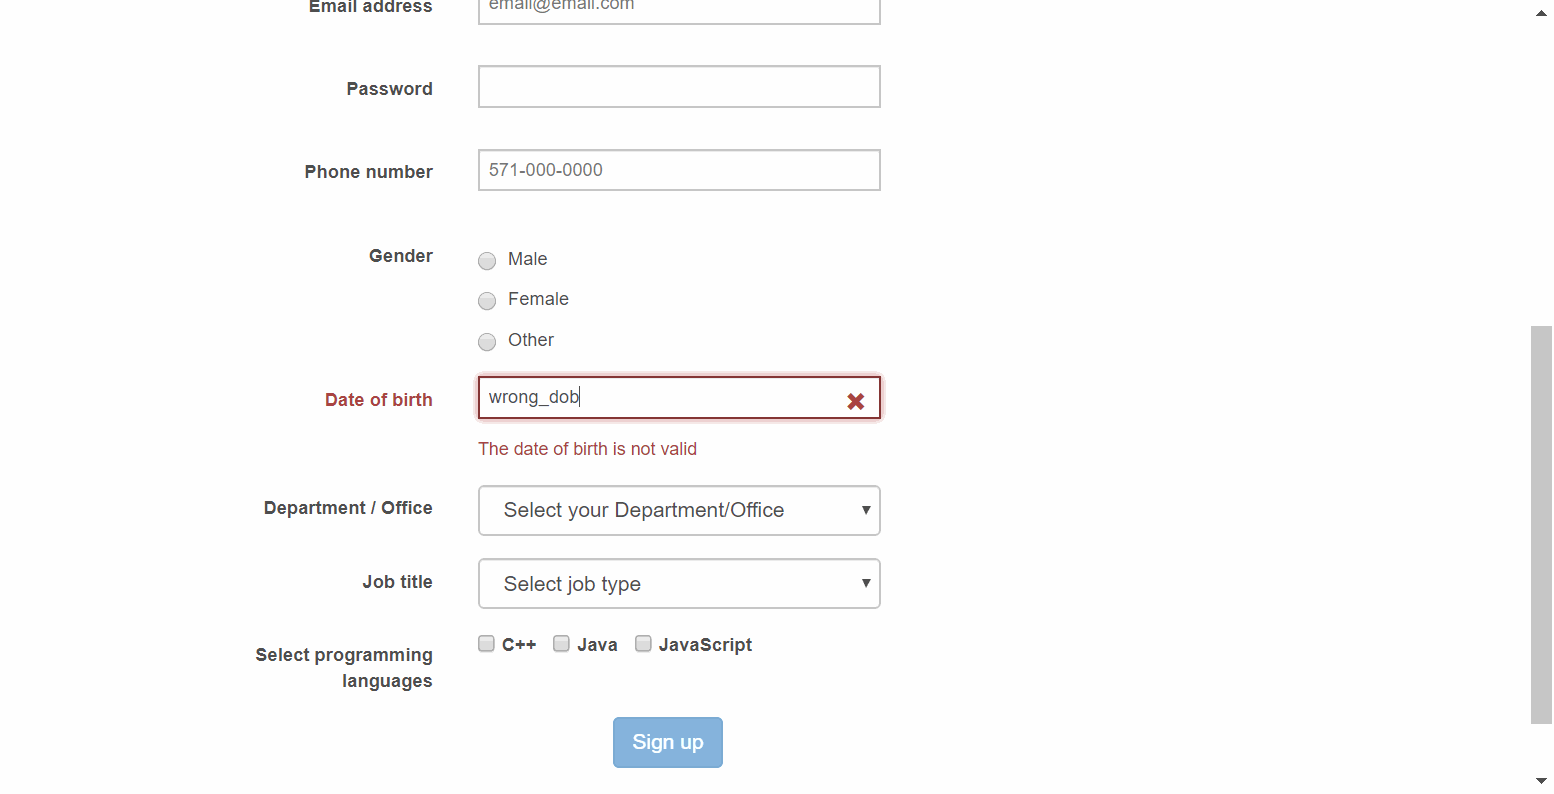 Email address
email@email.com
Password
Phone number
571-000-0000
Gender
Male
Female
Other
Date of birth
wrong_dob
The date of birth is not valid
Department / Office
Select your Department/Office
Job title
Select job type
Select programming
languages
C++ Java JavaScript
Sign up